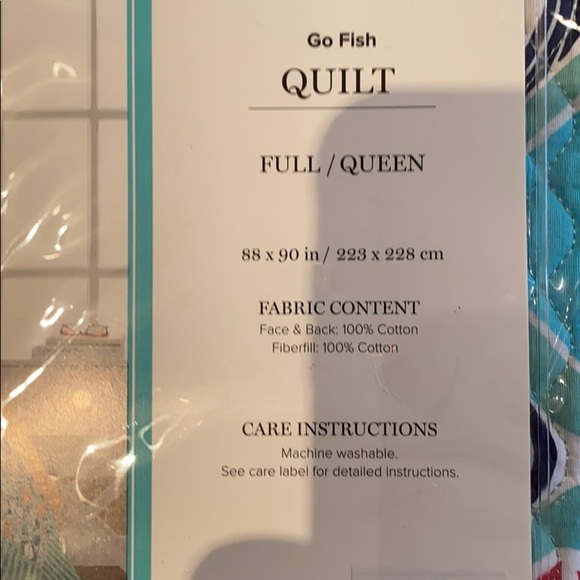 Go Fish
QUILT
FULL / QUEEN
88 x 90 in / 223 x 228 cm
FABRIC CONTENT
Face & Back: 100% Cotton
Fiberfill: 100% Cotton
CARE INSTRUCTIONS
Machine washable.
See care label for detailed instructions.